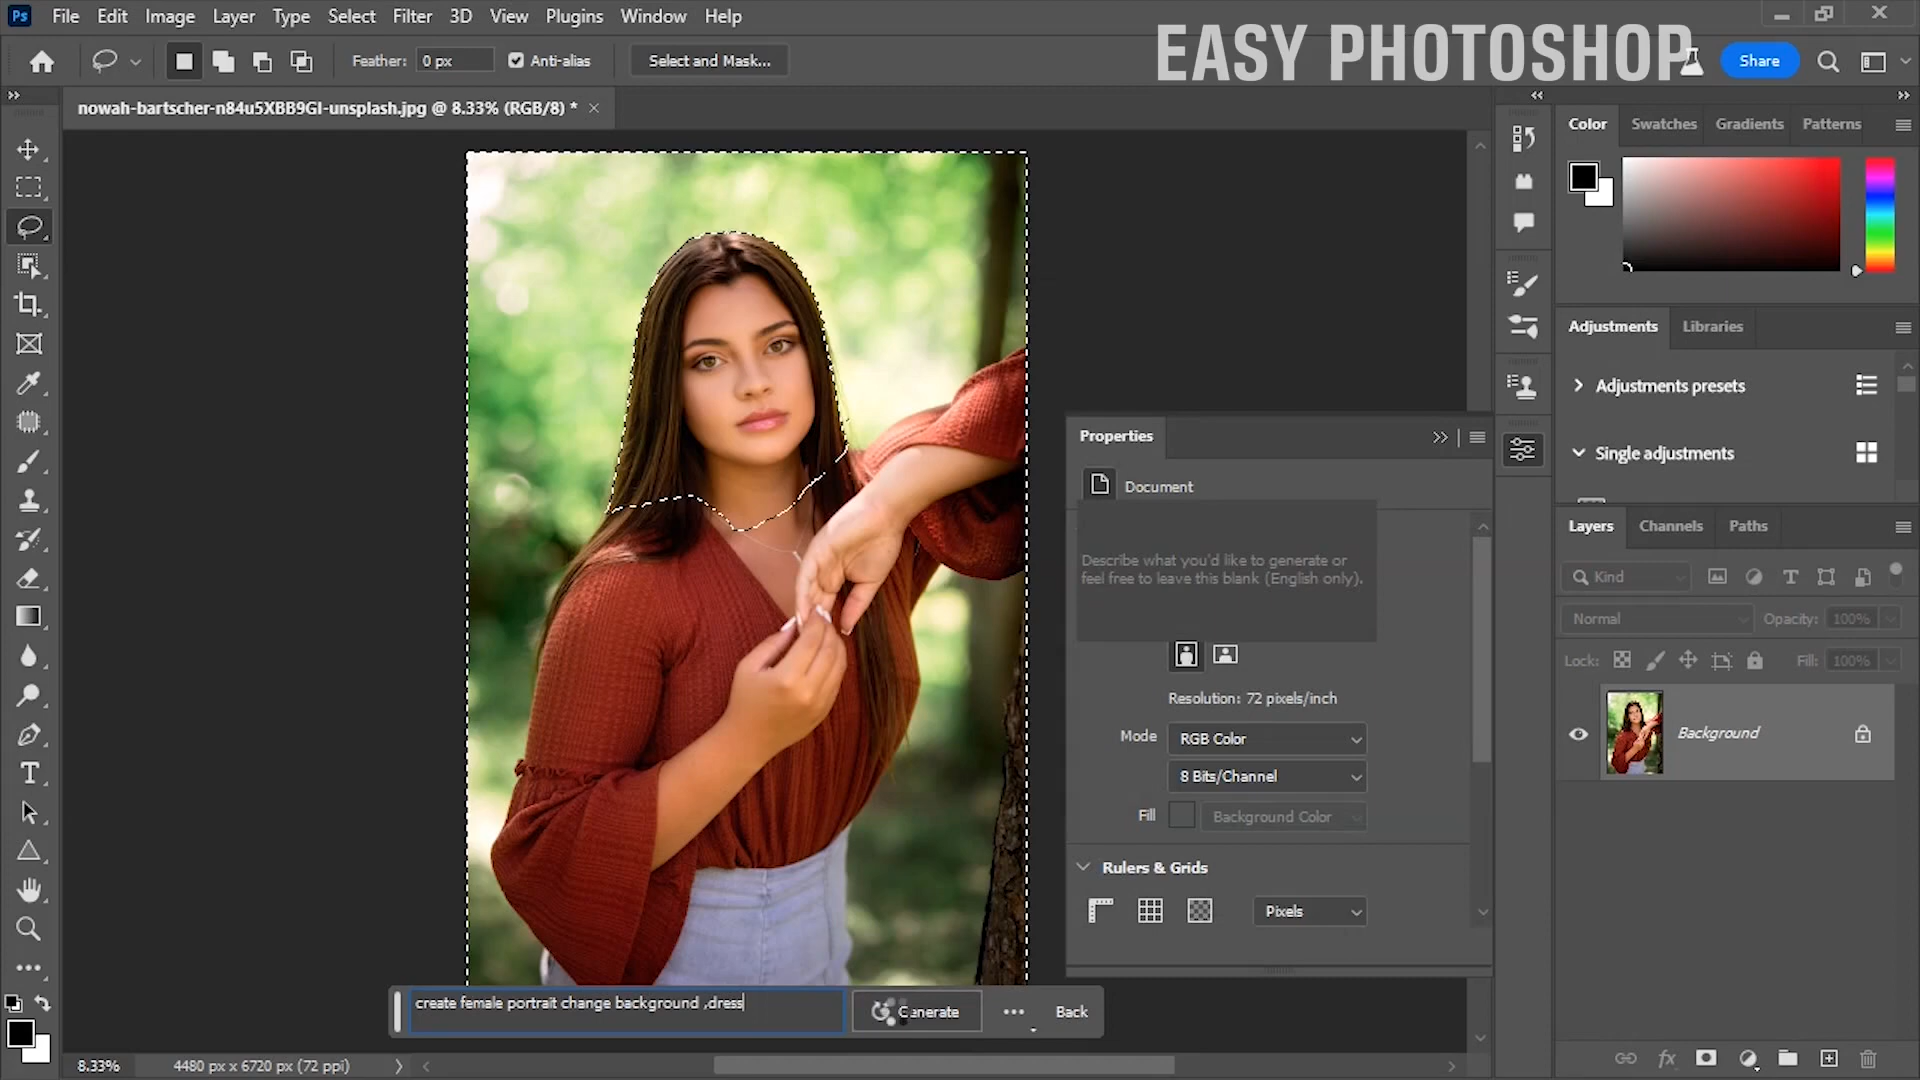 Ps File Edit Image Layer Type Select Filter 3D View Plugins Window Help
EASY PHOTOSHOP
Feather: 0 px Anti-alias Select and Mask... Share
nowah-bartscher-n84u5XBB9GI-unsplash.jpg @ 8.33% (RGB/8) *
Color Swatches Gradients Patterns
Adjustments Libraries
Adjustments presets
Single adjustments
Properties
Document
Describe what you'd like to generate or
feel free to leave this blank (English only).
Resolution: 72 pixels/inch
Mode RGB Color
8 Bits/Channel
Fill Background Color
Rulers & Grids
Pixels
Layers Channels Paths
Kind
Normal Opacity: 100%
Lock: Fill: 100%
Background
create female portrait change background ,dress
Generate Back
8.33% 4480 px x 6720 px (72 ppi)